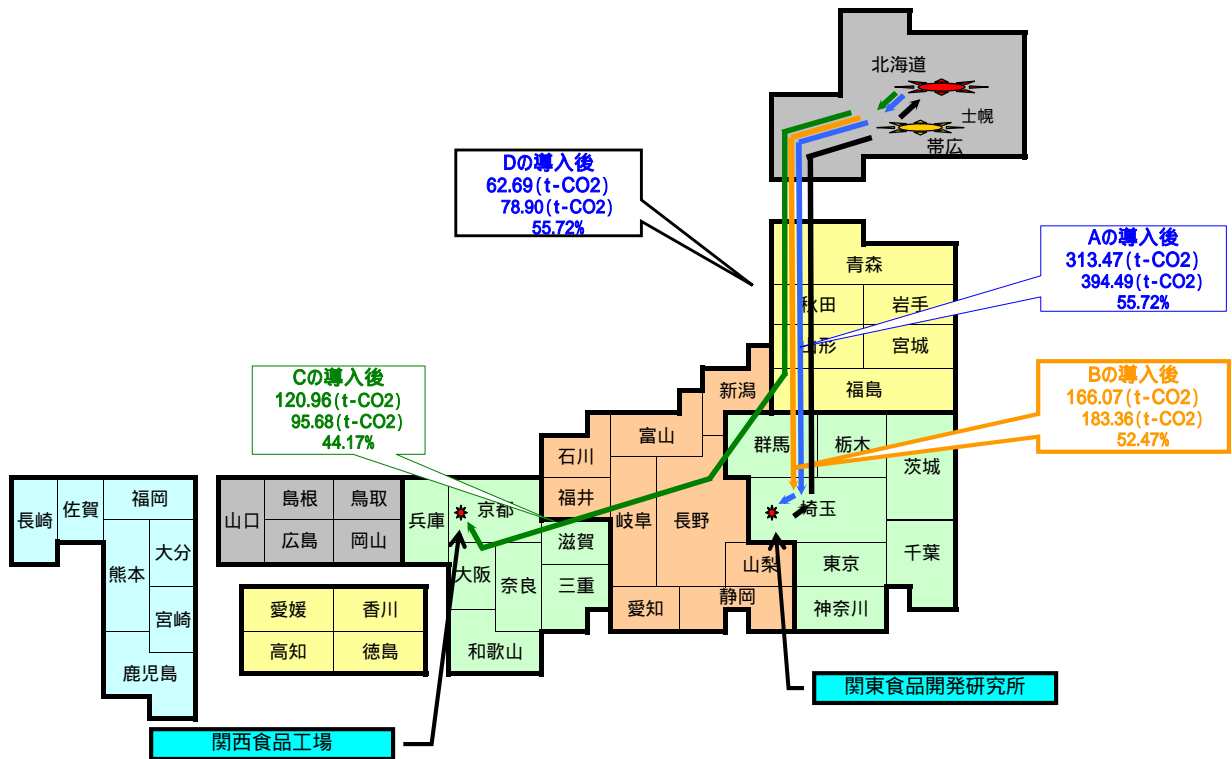 北海道
士幌
帯広
Dの導入後
62.69(t-CO2)
78.90(t-CO2)
55.72%
Aの導入後
313.47(t-CO2)
394.49(t-CO2)
55.72%
青森
秋田
岩手
山形
宮城
福島
Bの導入後
166.07(t-CO2)
183.36(t-CO2)
52.47%
Cの導入後
120.96(t-CO2)
95.68(t-CO2)
44.17%
新潟
富山
石川
福井
岐阜
長野
山梨
愛知
静岡
群馬
栃木
茨城
埼玉
東京
千葉
神奈川
長崎
佐賀
福岡
熊本
大分
宮崎
鹿児島
山口
島根
鳥取
広島
岡山
兵庫
京都
滋賀
大阪
奈良
三重
和歌山
愛媛
香川
高知
徳島
関東食品開発研究所
関西食品工場